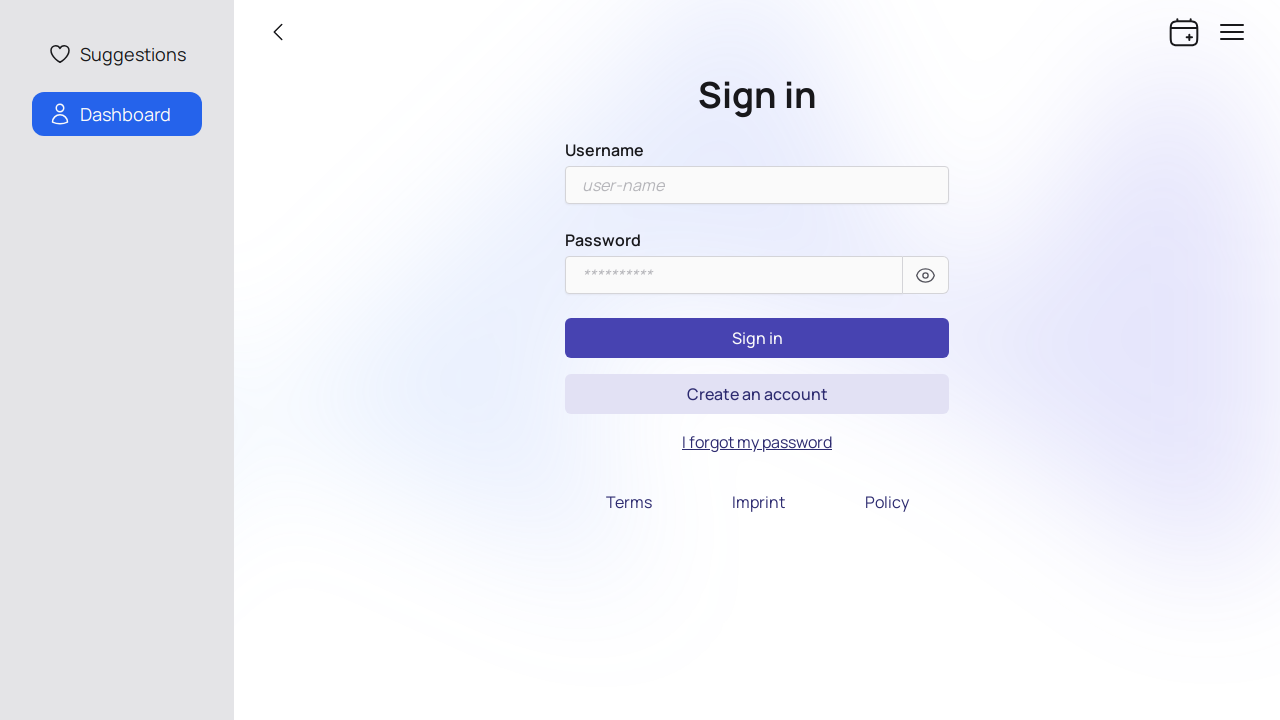 Suggestions
Dashboard
Sign in
Username
user-name
Password
**********
Sign in
Create an account
I forgot my password
Terms
Imprint
Policy